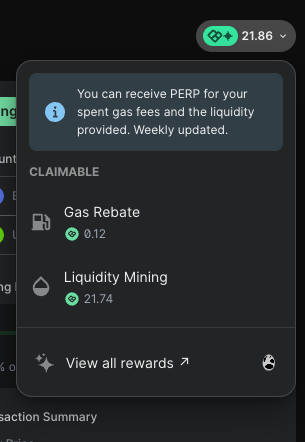 21.86
You can receive PERP for your
spent gas fees and the liquidity
provided. Weekly updated.
CLAIMABLE
Gas Rebate
0.12
Liquidity Mining
21.74
View all rewards ↗
saction Summary